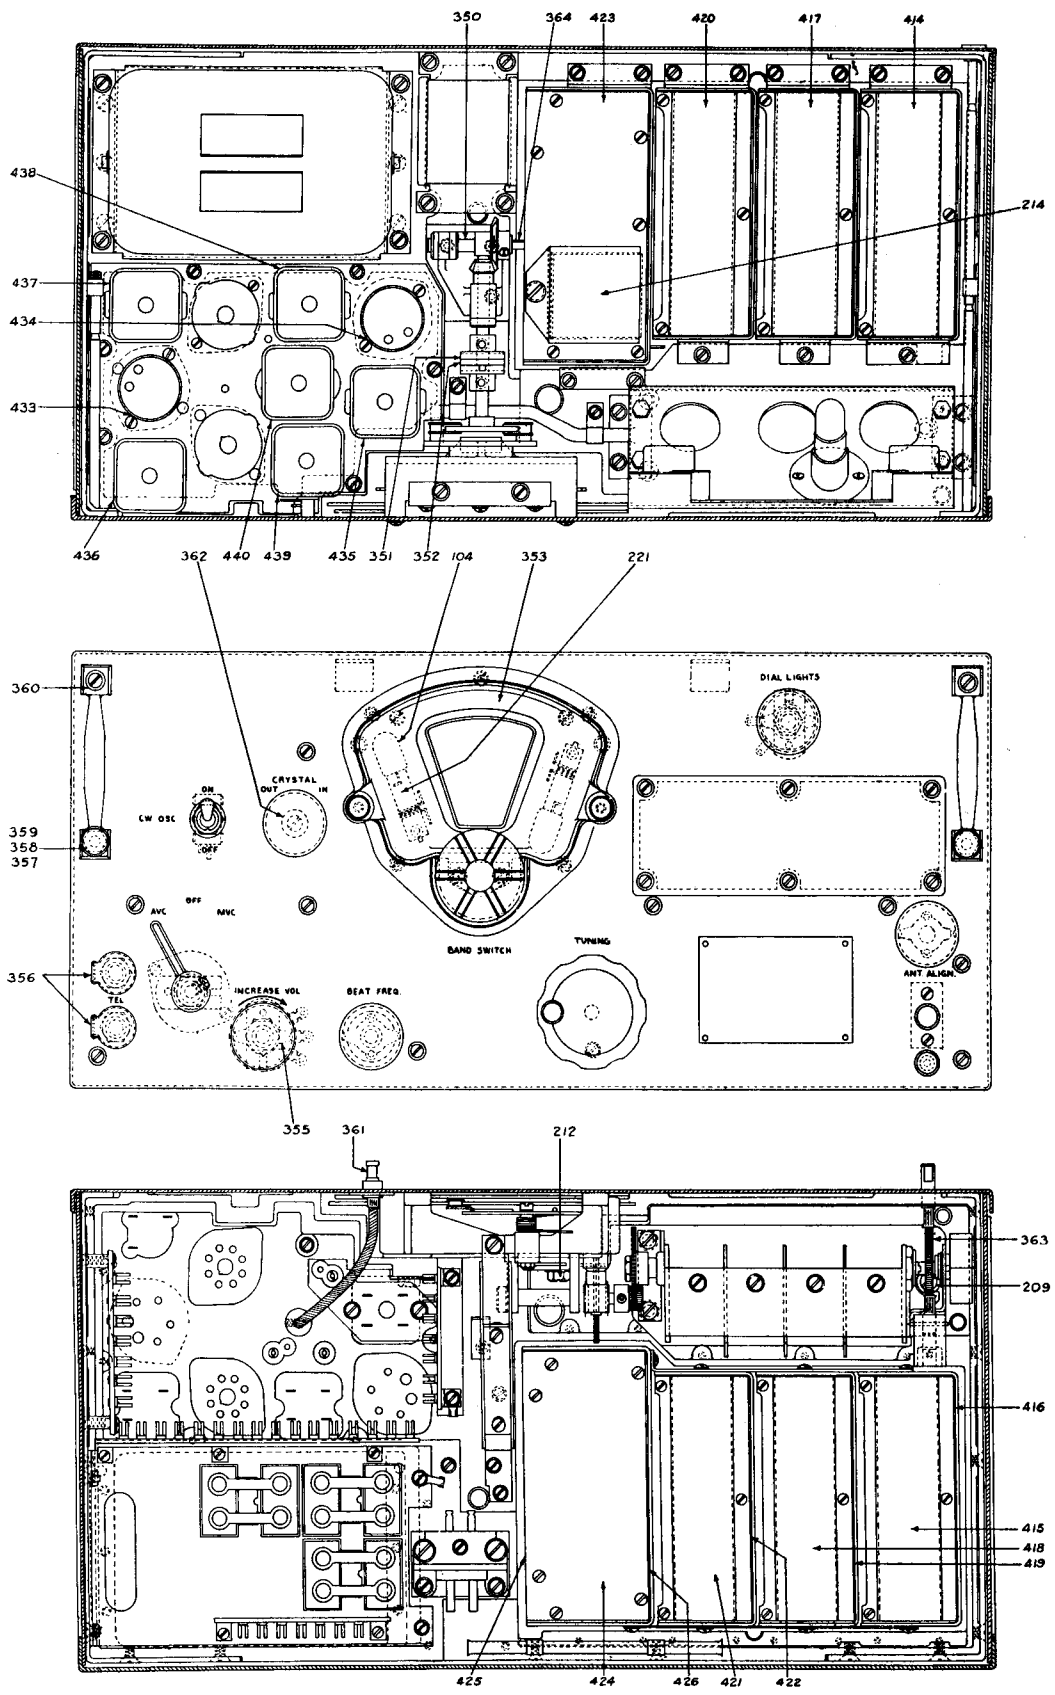 350 364 423 420 417 414
438
214
437
434
433
436 362 440 439 435 351 352 104 353 221
360
DIAL LIGHTS
CRYSTAL
OUT IN
ON
CW OSC
OFF
359
358
357
OFF
AVC MVC
BAND SWITCH
TUNING
356
TEL
INCREASE VOL
BEAT FREQ.
ANT ALIGN.
355 361 212
363
209
416
415
418
419
425 424 426 421 422